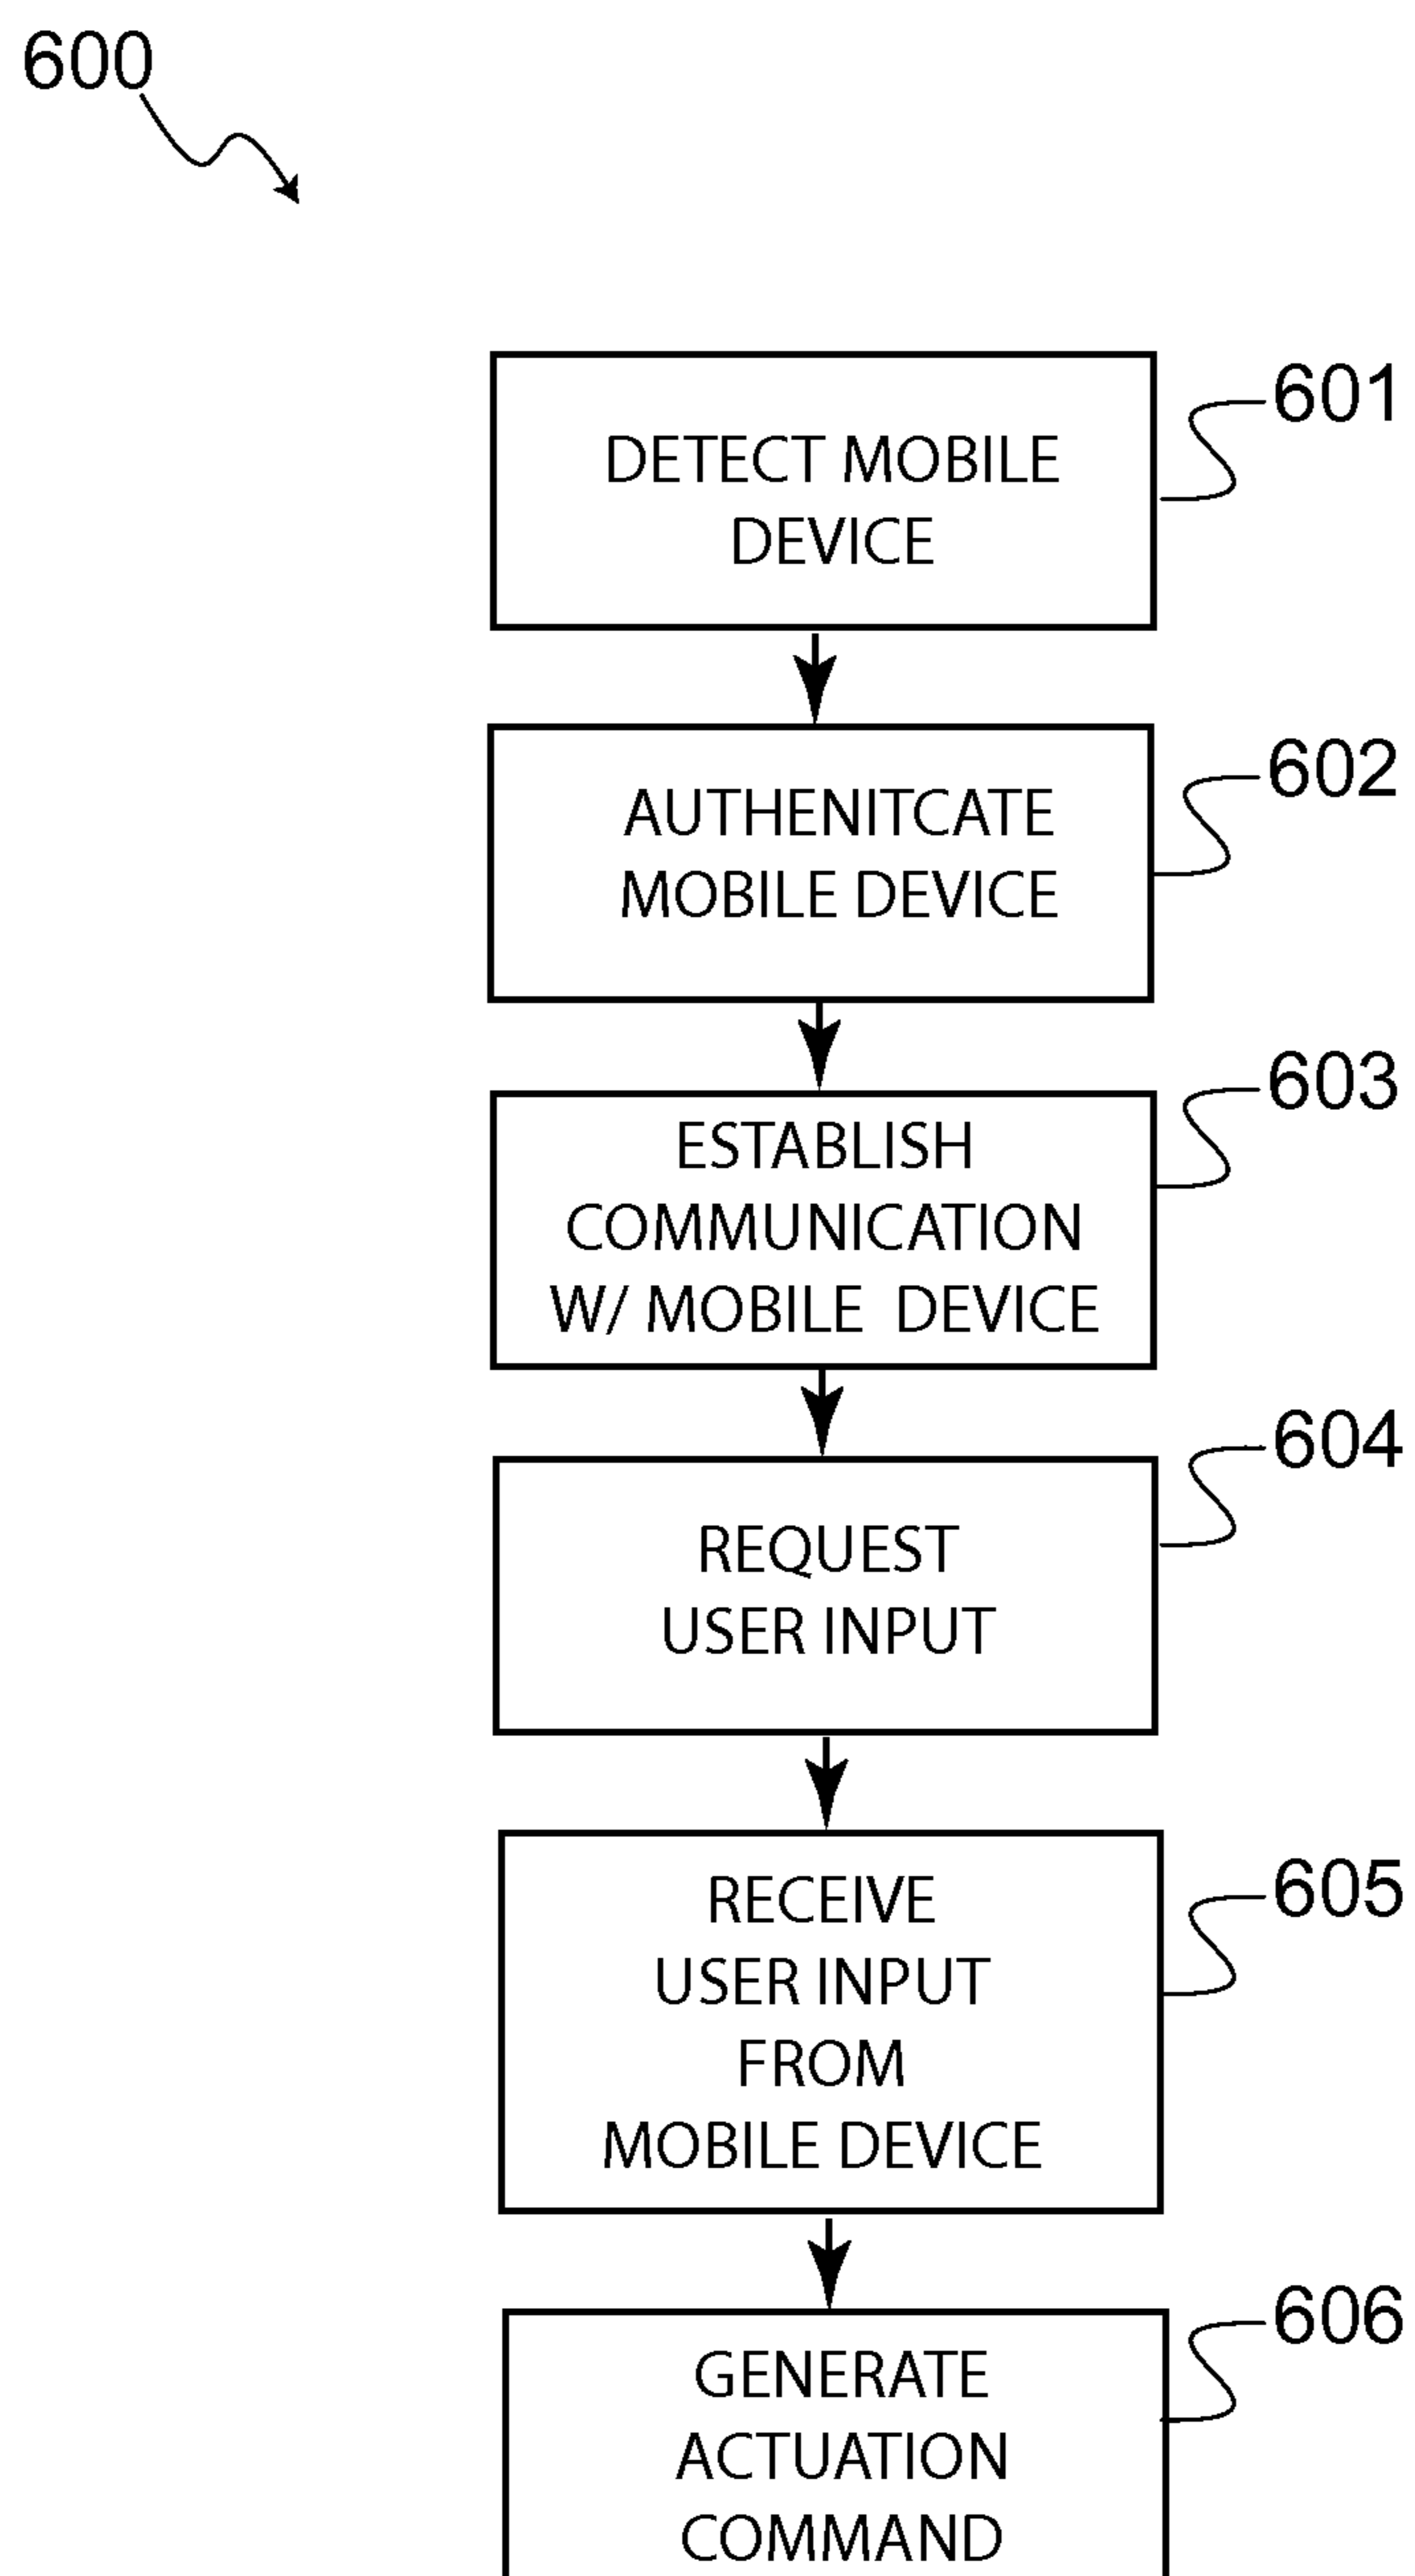 600
DETECT MOBILE
DEVICE
601
AUTHENITCATE
MOBILE DEVICE
602
ESTABLISH
COMMUNICATION
W/ MOBILE DEVICE
603
REQUEST
USER INPUT
604
RECEIVE
USER INPUT
FROM
MOBILE DEVICE
605
GENERATE
ACTUATION
COMMAND
606